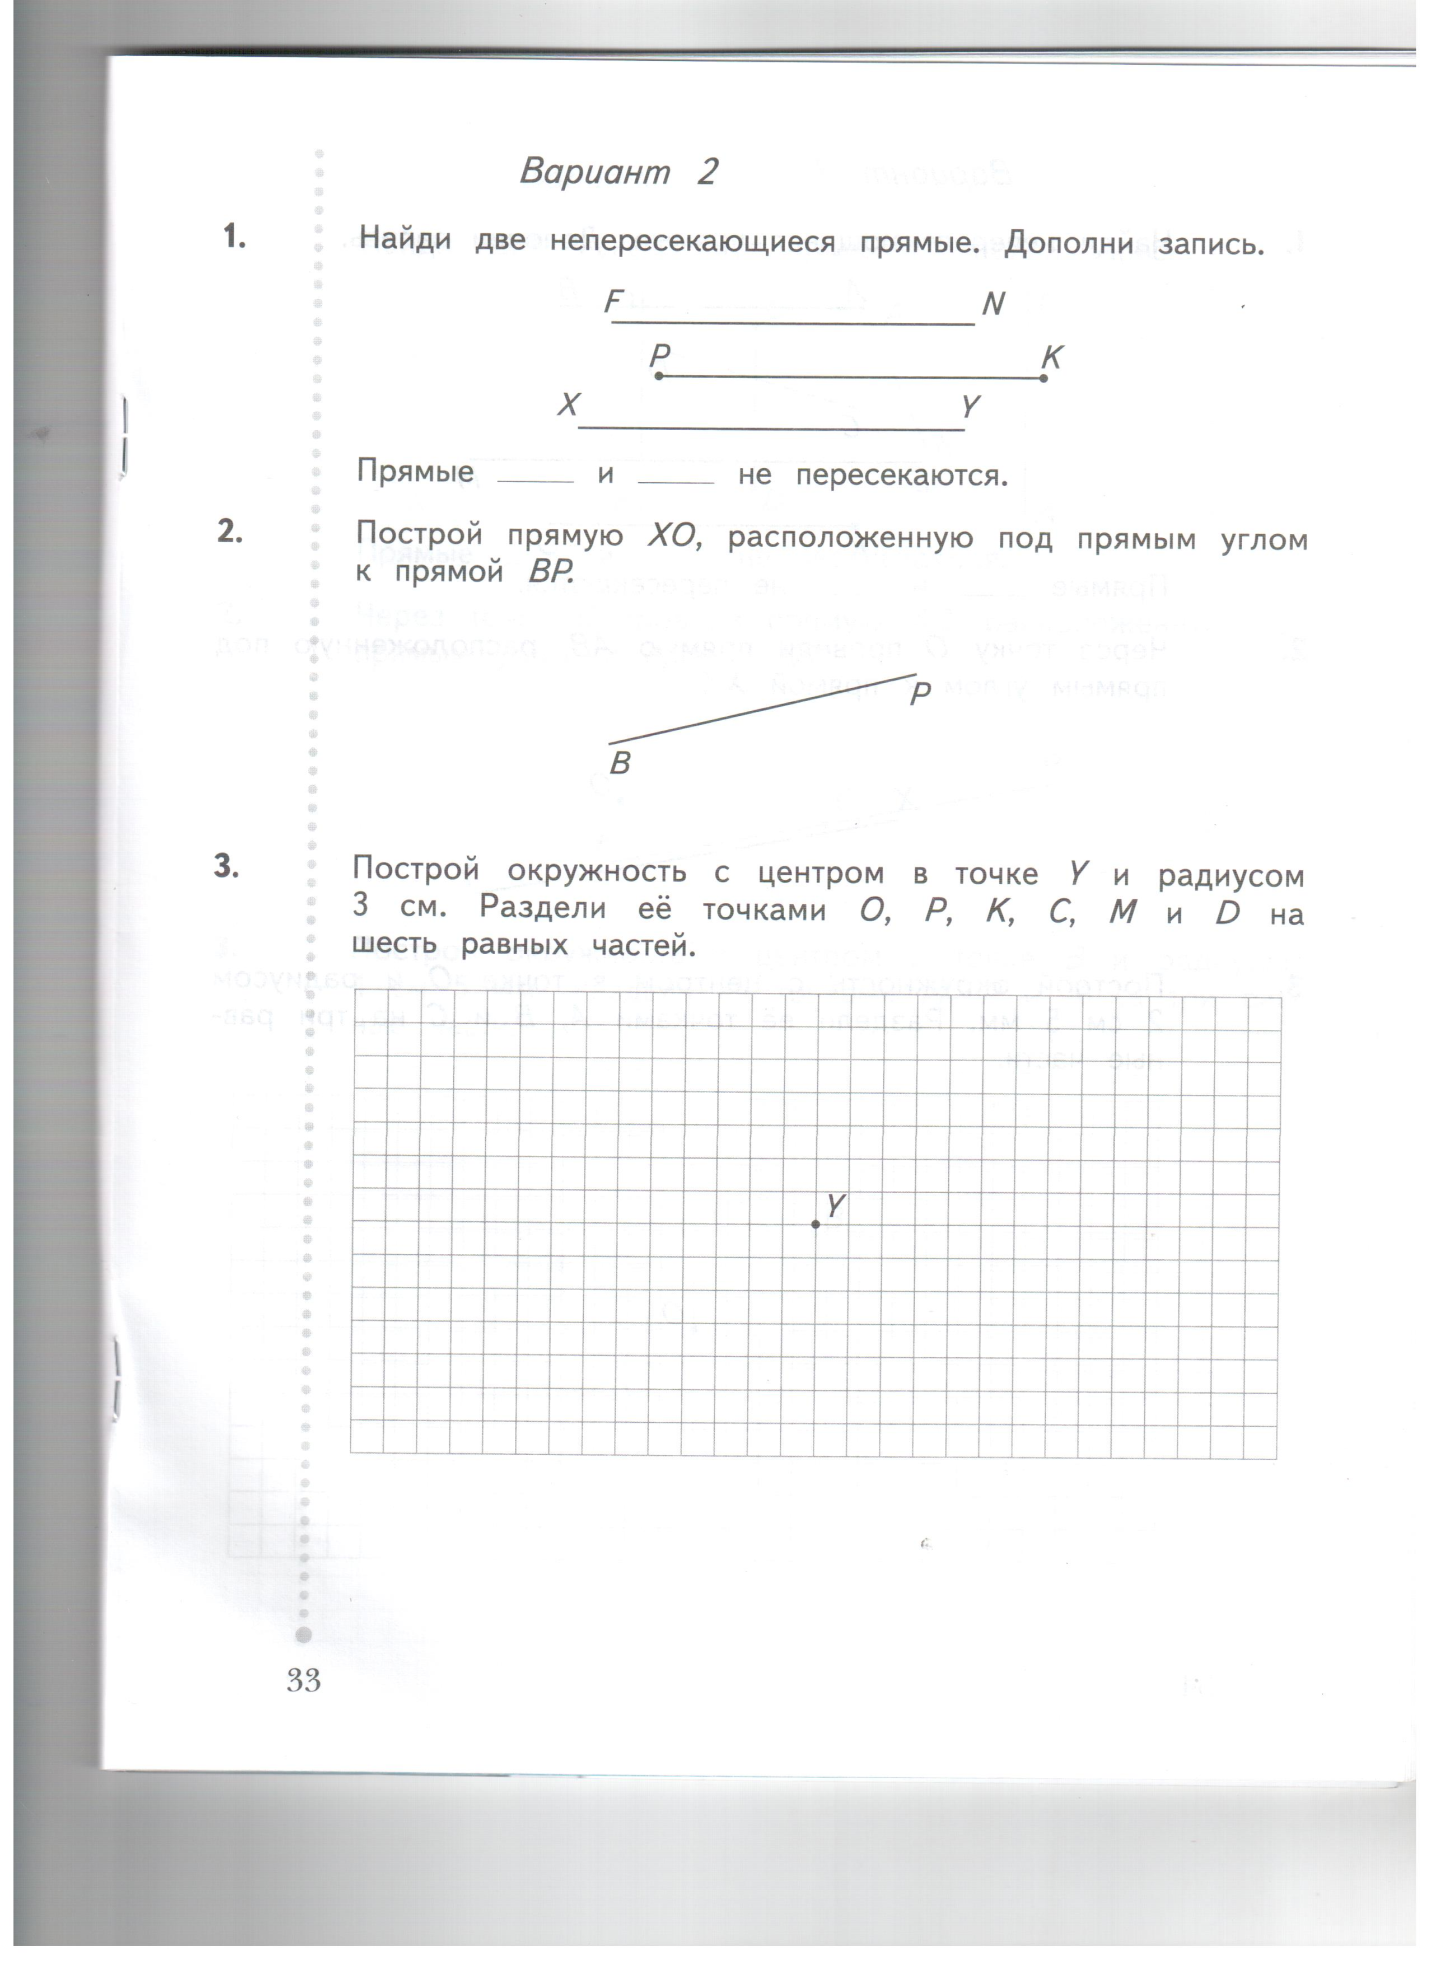 Вариант 2
1. Найди две непересекающиеся прямые. Дополни запись.
F N
P K
X Y
Прямые _____ и _____ не пересекаются.
2. Построй прямую XO, расположенную под прямым углом
к прямой BP.
P
B
3. Построй окружность с центром в точке Y и радиусом
3 см. Раздели её точками O, P, K, C, M и D на
шесть равных частей.
Y
33